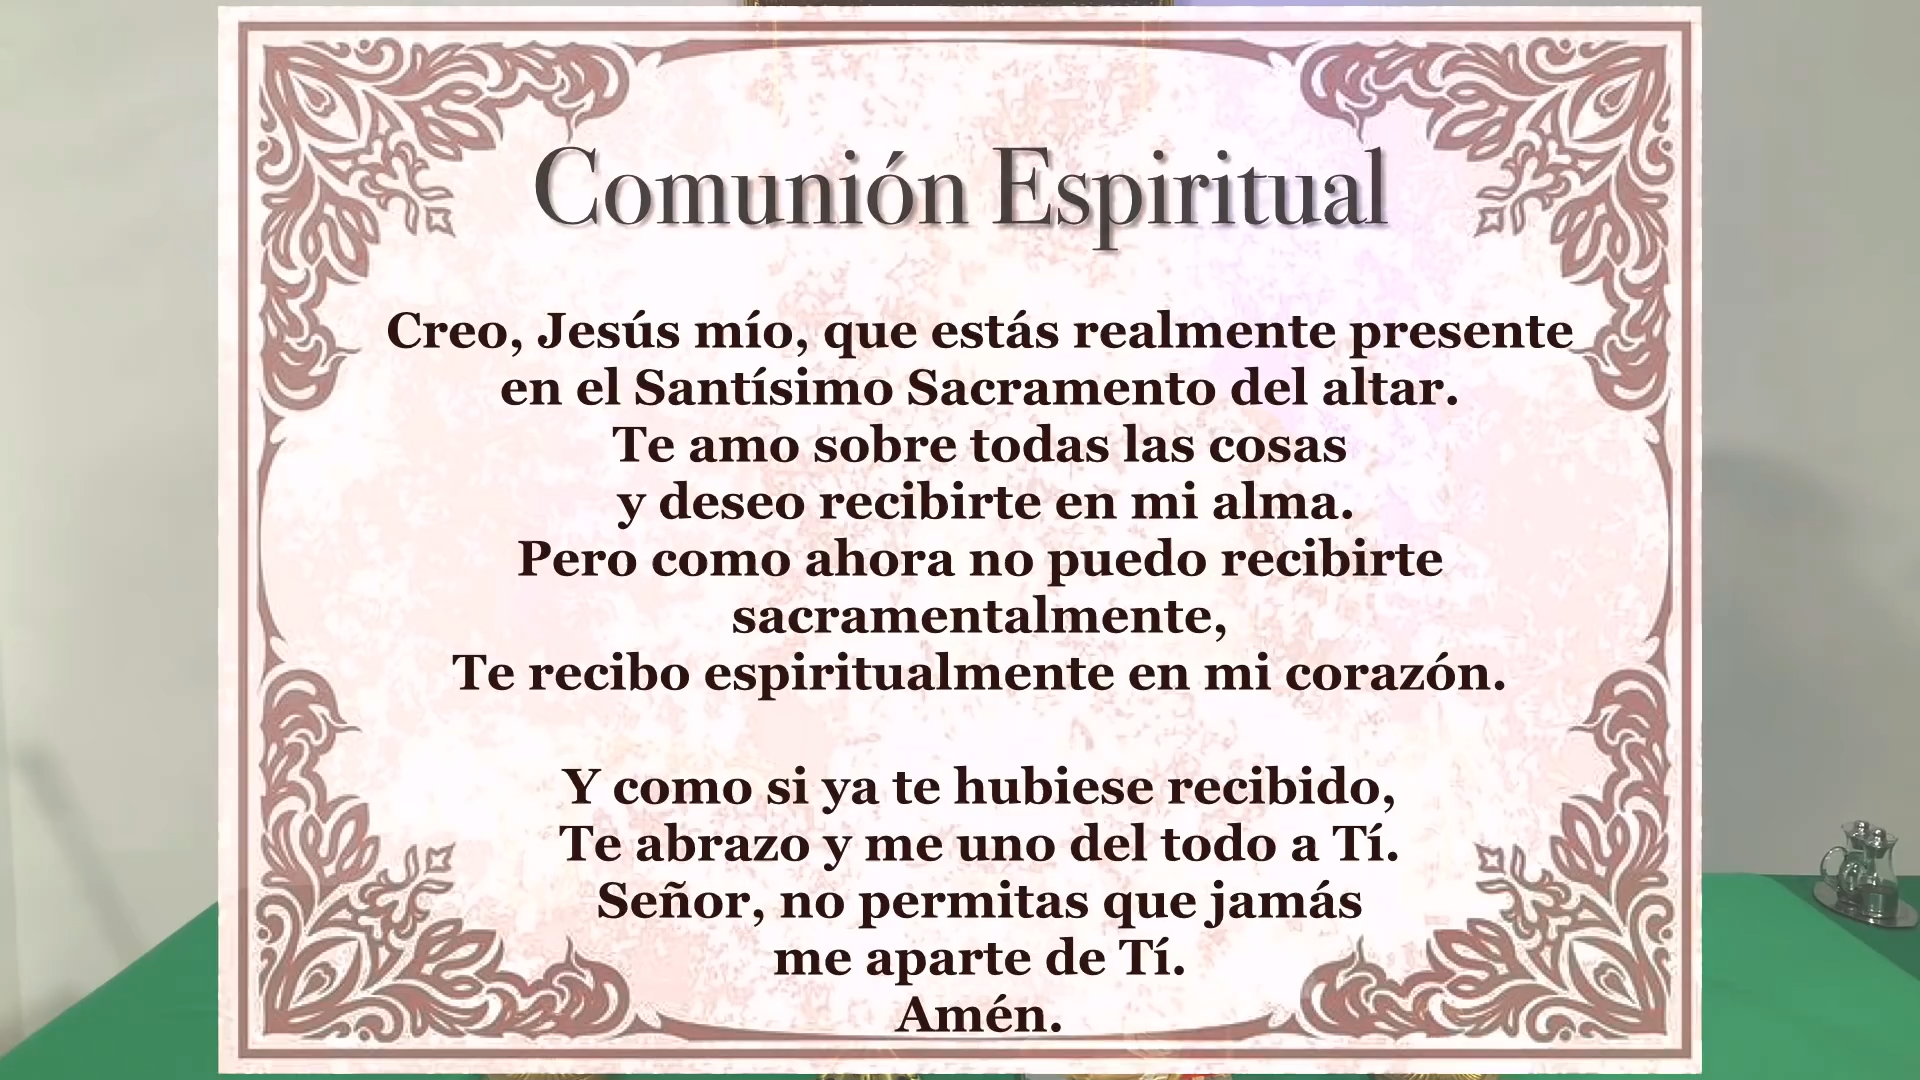 Comunión Espiritual
Creo, Jesús mío, que estás realmente presente
en el Santísimo Sacramento del altar.
Te amo sobre todas las cosas
y deseo recibirte en mi alma.
Pero como ahora no puedo recibirte
sacramentalmente,
Te recibo espiritualmente en mi corazón.
Y como si ya te hubiese recibido,
Te abrazo y me uno del todo a Tí.
Señor, no permitas que jamás
me aparte de Tí.
Amén.